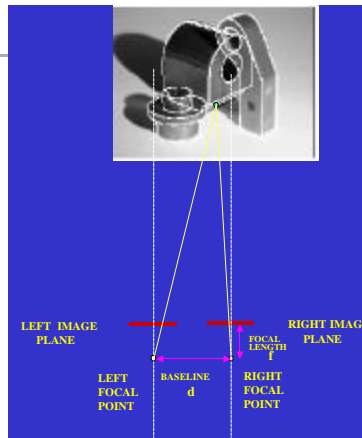 LEFT IMAGE
PLANE
FOCAL
LENGTH
f
RIGHT IMAG
PLANE
LEFT
FOCAL
POINT
BASELINE
d
RIGHT
FOCAL
POINT